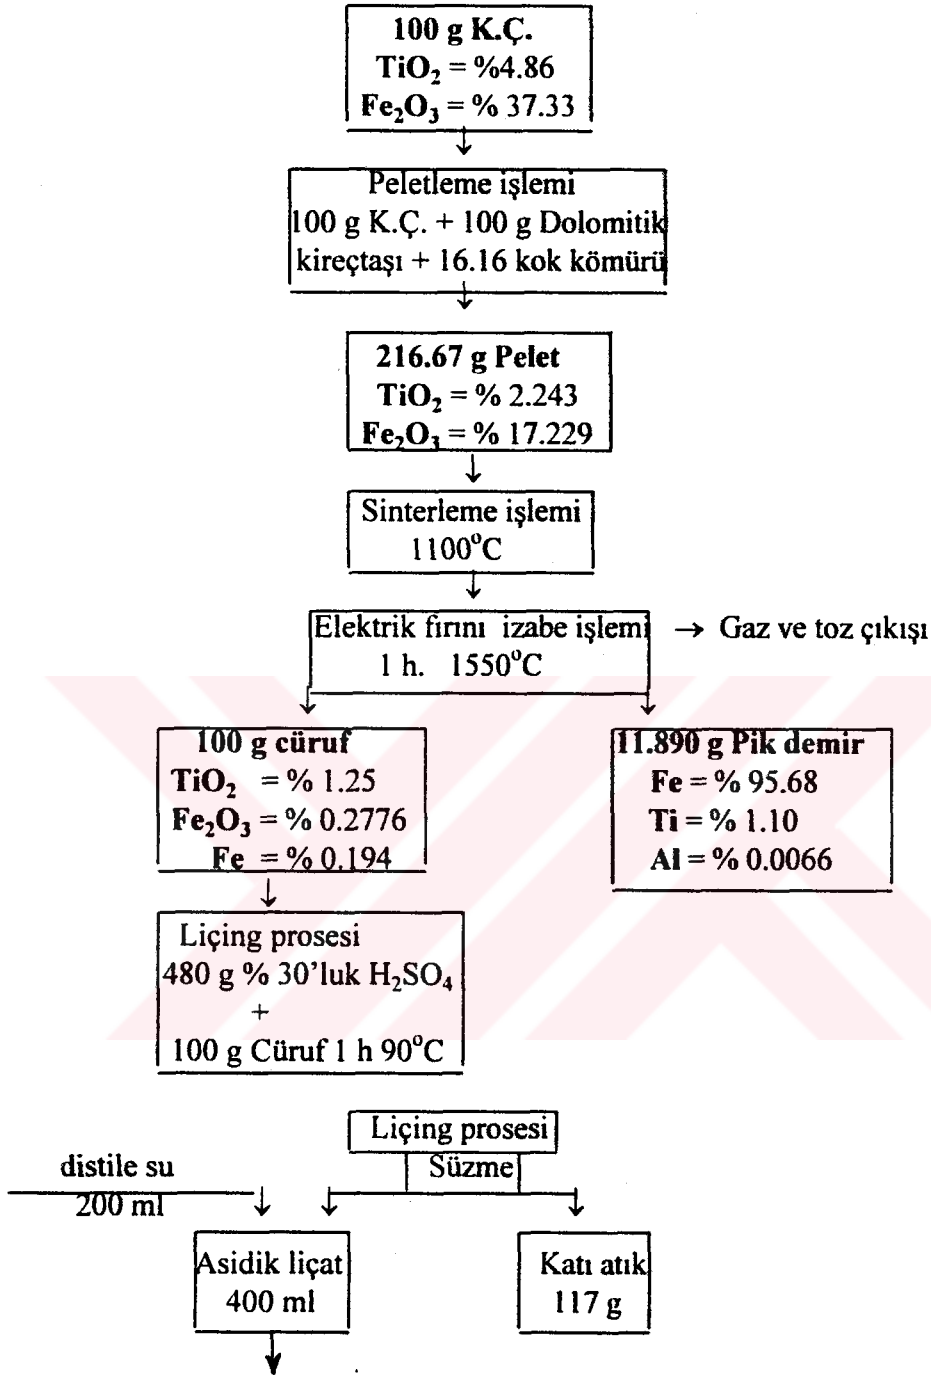 100 g K.Ç.
TiO₂ = %4.86
Fe₂O₃ = % 37.33
Peletleme işlemi
100 g K.Ç. + 100 g Dolomitik
kireçtaşı + 16.16 kok kömürü
216.67 g Pelet
TiO₂ = % 2.243
Fe₂O₃ = % 17.229
Sinterleme işlemi
1100°C
Elektrik fırını izabe işlemi → Gaz ve toz çıkışı
1 h. 1550°C
100 g cüruf
TiO₂ = % 1.25
Fe₂O₃ = % 0.2776
Fe = % 0.194
11.890 g Pik demir
Fe = % 95.68
Ti = % 1.10
Al = % 0.0066
Liçing prosesi
480 g % 30'luk H₂SO₄
+
100 g Cüruf 1 h 90°C
Liçing prosesi
Süzme
distile su
200 ml
Asidik liçat
400 ml
Katı atık
117 g